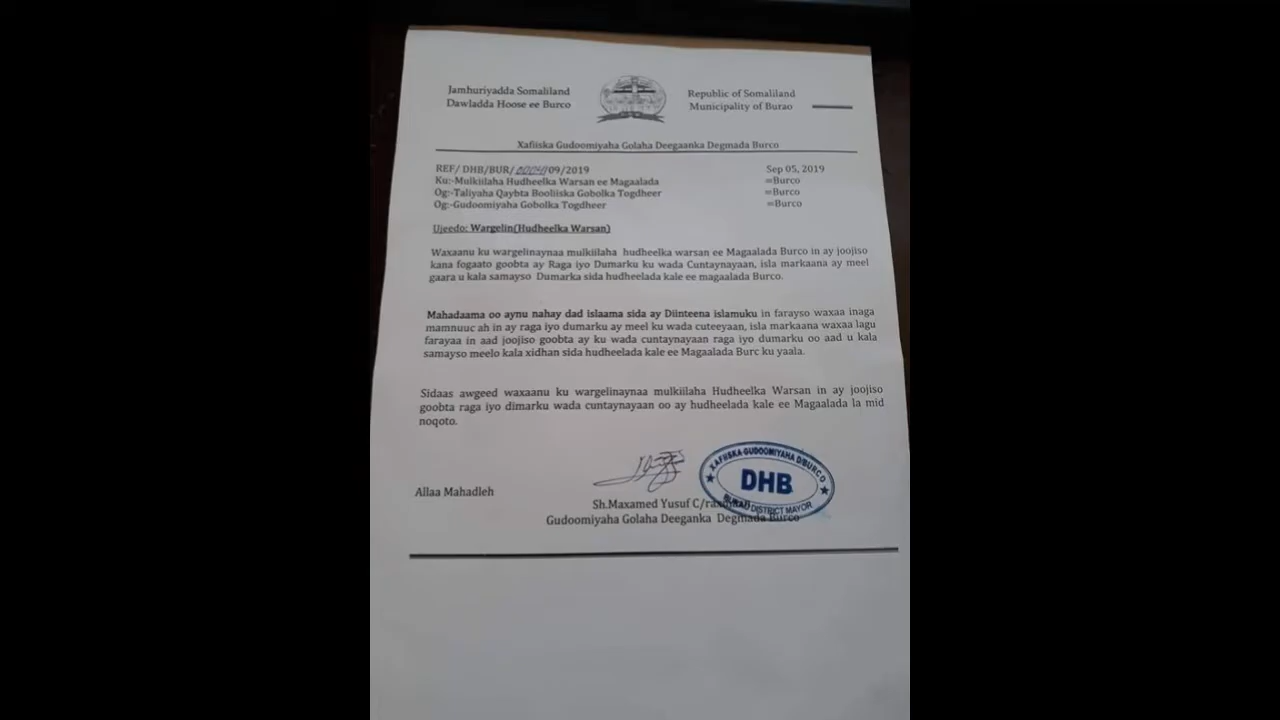 Jamhuriyadda Somaliland
Dawladda Hoose ee Burco
Republic of Somaliland
Municipality of Burao
Xafiiska Gudoomiyaha Golaha Deegaanka Degmada Burco
REF/ DHB/BUR/ /09/2019 Sep 05, 2019
Ku:-Mulkiilaha Hudheelka Warsan ee Magaalada =Burco
Og:-Taliyaha Qaybta Booliiska Gobolka Togdheer =Burco
Og:-Gudoomiyaha Gobolka Togdheer =Burco
Ujeedo: Wargelin(Hudheelka Warsan)
Waxaanu ku wargelinaynaa mulkiilaha hudheelka warsan ee Magaalada Burco in ay joojiso
kana fogaato goobta ay Raga iyo Dumarku ku wada Cuntaynayaan, isla markaana ay meel
gaara u kala samayso Dumarka sida hudheelada kale ee magaalada Burco.
Mahadaama oo aynu nahay dad islaama sida ay Diinteena islamuku in farayso waxaa inaga
mamnuuc ah in ay raga iyo dumarku ay meel ku wada cuteeyaan, isla markaana waxaa lagu
farayaa in aad joojiso goobta ay ku wada cuntaynayaan raga iyo dumarku oo aad u kala
samayso meelo kala xidhan sida hudheelada kale ee Magaalada Burc ku yaala.
Sidaas awgeed waxaanu ku wargelinaynaa mulkiilaha Hudheelka Warsan in ay joojiso
goobta raga iyo dimarku wada cuntaynayaan oo ay hudheelada kale ee Magaalada la mid
noqoto.
XAFIISKA GUDOOMIYAHA D/BURCO
DHB
DISTRICT MAYOR
Allaa Mahadleh
Sh.Maxamed Yusuf
Gudoomiyaha Golaha Deeganka Degmada Burco